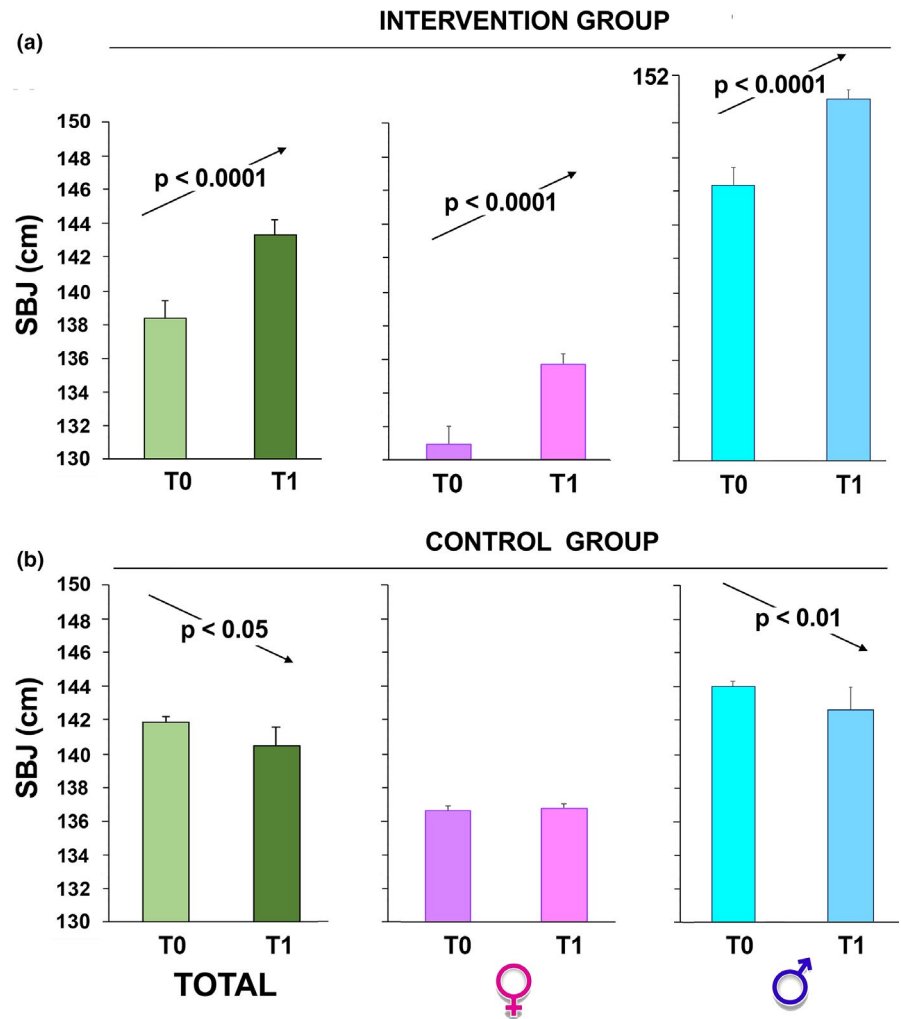 INTERVENTION GROUP
(a)
152
150
148
146
144
142
140
138
136
134
132
130
SBJ (cm)
p < 0.0001
p < 0.0001
p < 0.0001
T0 T1
T0 T1
T0 T1
CONTROL GROUP
(b)
150
148
146
144
142
140
138
136
134
132
130
SBJ (cm)
p < 0.05
p < 0.01
T0 T1
T0 T1
T0 T1
TOTAL
♀
♂